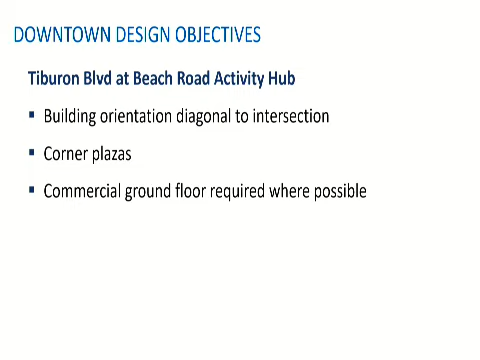 DOWNTOWN DESIGN OBJECTIVES
Tiburon Blvd at Beach Road Activity Hub
▪ Building orientation diagonal to intersection
▪ Corner plazas
▪ Commercial ground floor required where possible